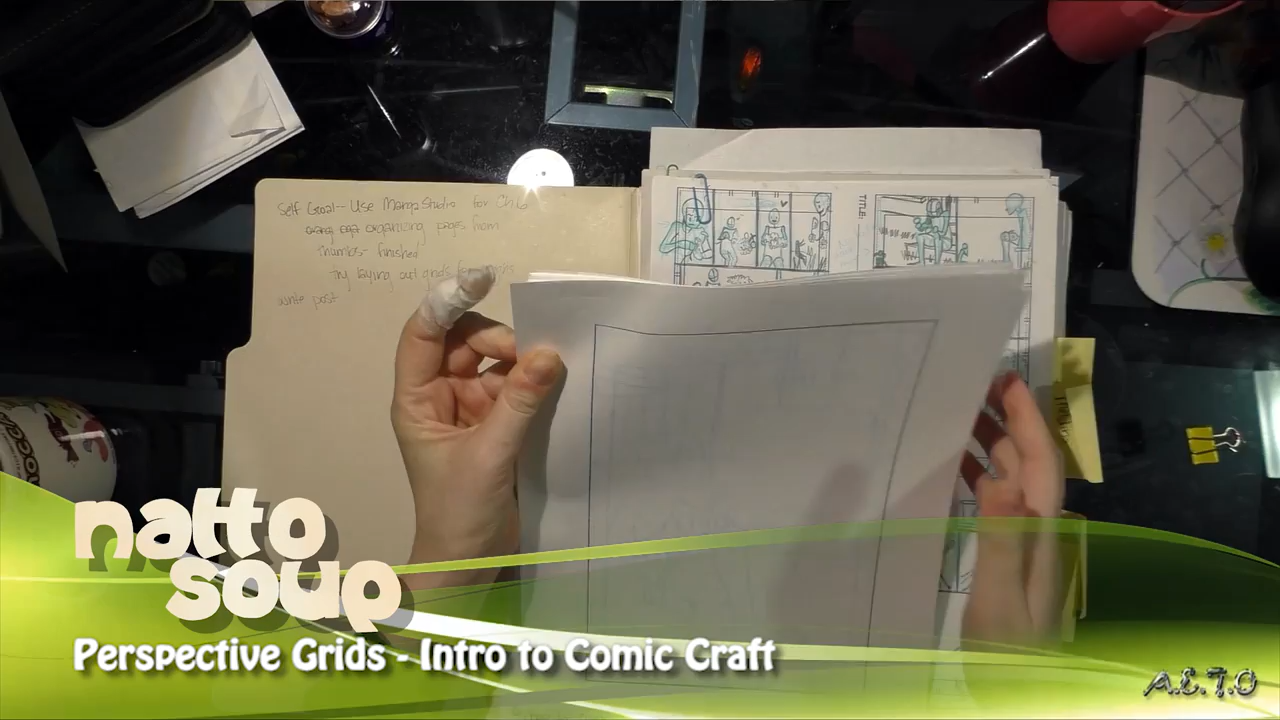 Self Goal-- Use MangaStudio for Ch 6
organizing pages from
thumbs- finished
try laying out grids for
write post
TITLE:
natto
soup
Perspective Grids - Intro to Comic Craft
A.E.T.O